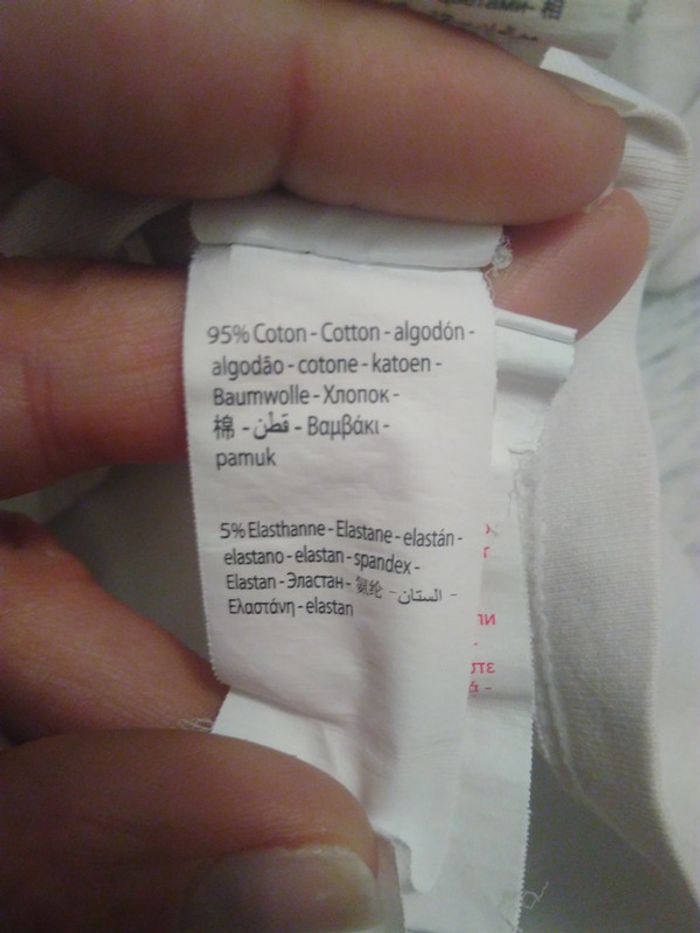 95% Coton - Cotton - algodón -
algodão - cotone - katoen -
Baumwolle - Хлопок -
棉 - قطن - Βαμβάκι -
pamuk
5% Elasthanne - Elastane - elastán -
elastano - elastan - spandex -
Elastan - Эластан - 氨纶 - الستان -
Ελαστάνη - elastan